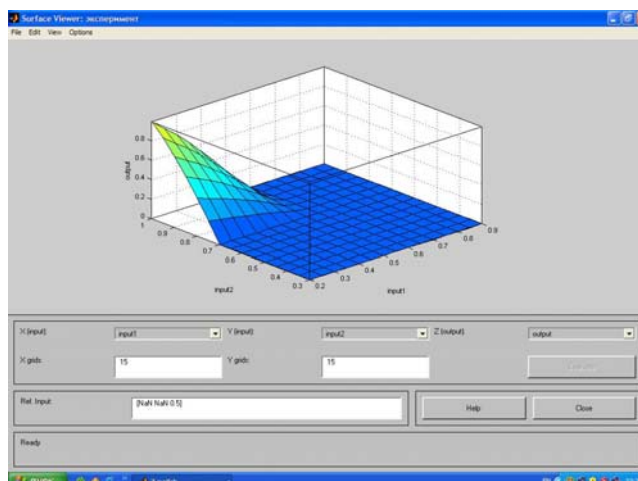 Surface Viewer: эксперимент
File Edit View Options
output
0.8
0.6
0.4
0.2
0
1
0.9
0.8
0.7
0.6
0.5
0.4
0.3
input2
0.2
0.3
0.4
0.5
0.6
0.7
0.8
0.9
input1
X (input): input1 Y (input): input2 Z (output): output
X grids: 15 Y grids: 15
Ref. Input: [NaN NaN 0.5] Help Close
Ready